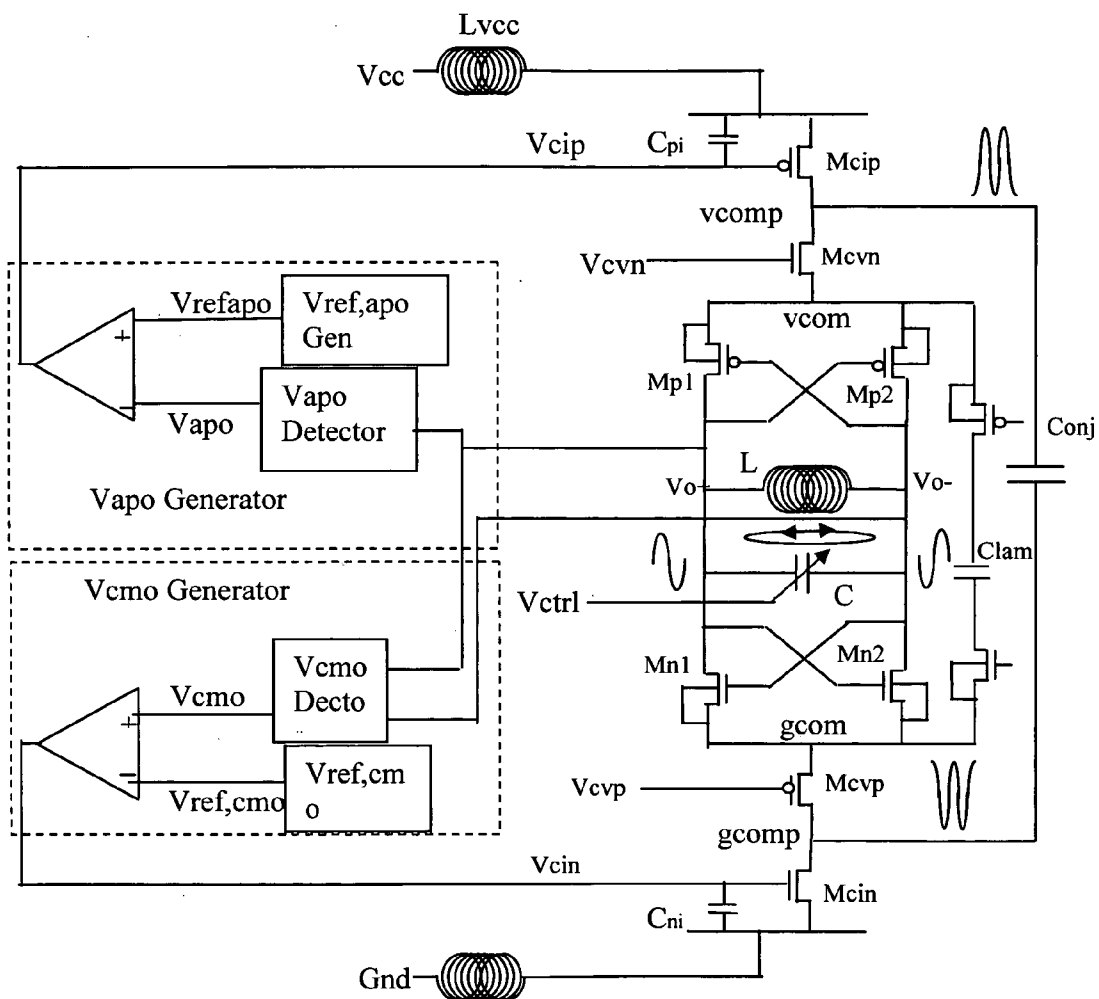 Lvcc
Vcc
Vcip
Cpi
Mcip
vcomp
Vcvn
Mcvn
Vrefapo
Vref,apo
Gen
vcom
+
Mp1
Mp2
−
Vapo
Vapo
Detector
Conj
L
Vo+
Vo-
Vapo Generator
Clam
Vcmo Generator
Vctrl
C
Mn1
Mn2
Vcmo
Vcmo
Decto
+
gcom
−
Vref,cmo
Vref,cm
o
Vcvp
Mcvp
gcomp
Vcin
Mcin
Cni
Gnd